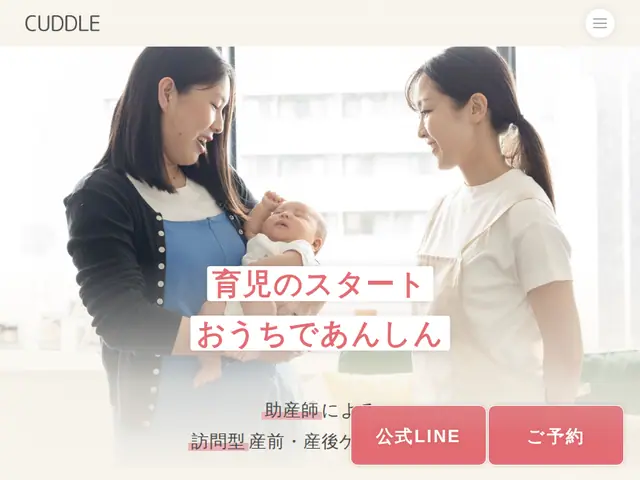 CUDDLE
育児のスタート
おうちであんしん
助産師による
訪問型産前・産後ケ
公式LINE
ご予約